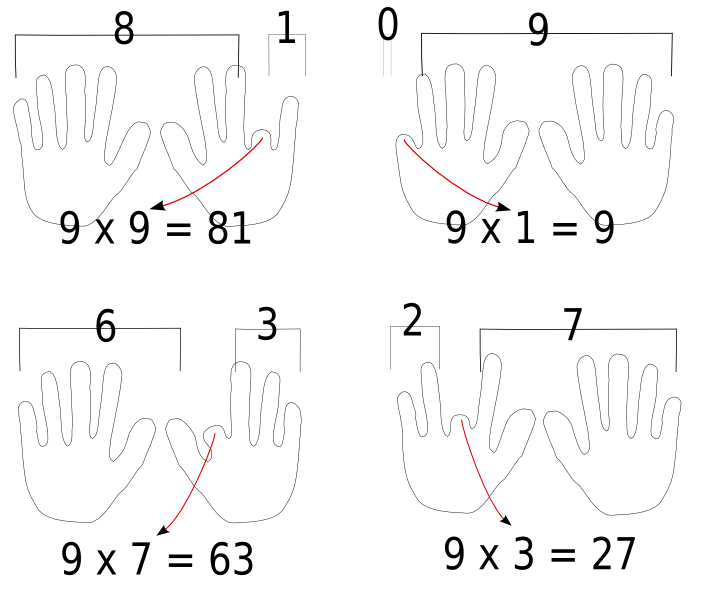 8 1
9 x 9 = 81
0 9
9 x 1 = 9
6 3
9 x 7 = 63
2 7
9 x 3 = 27